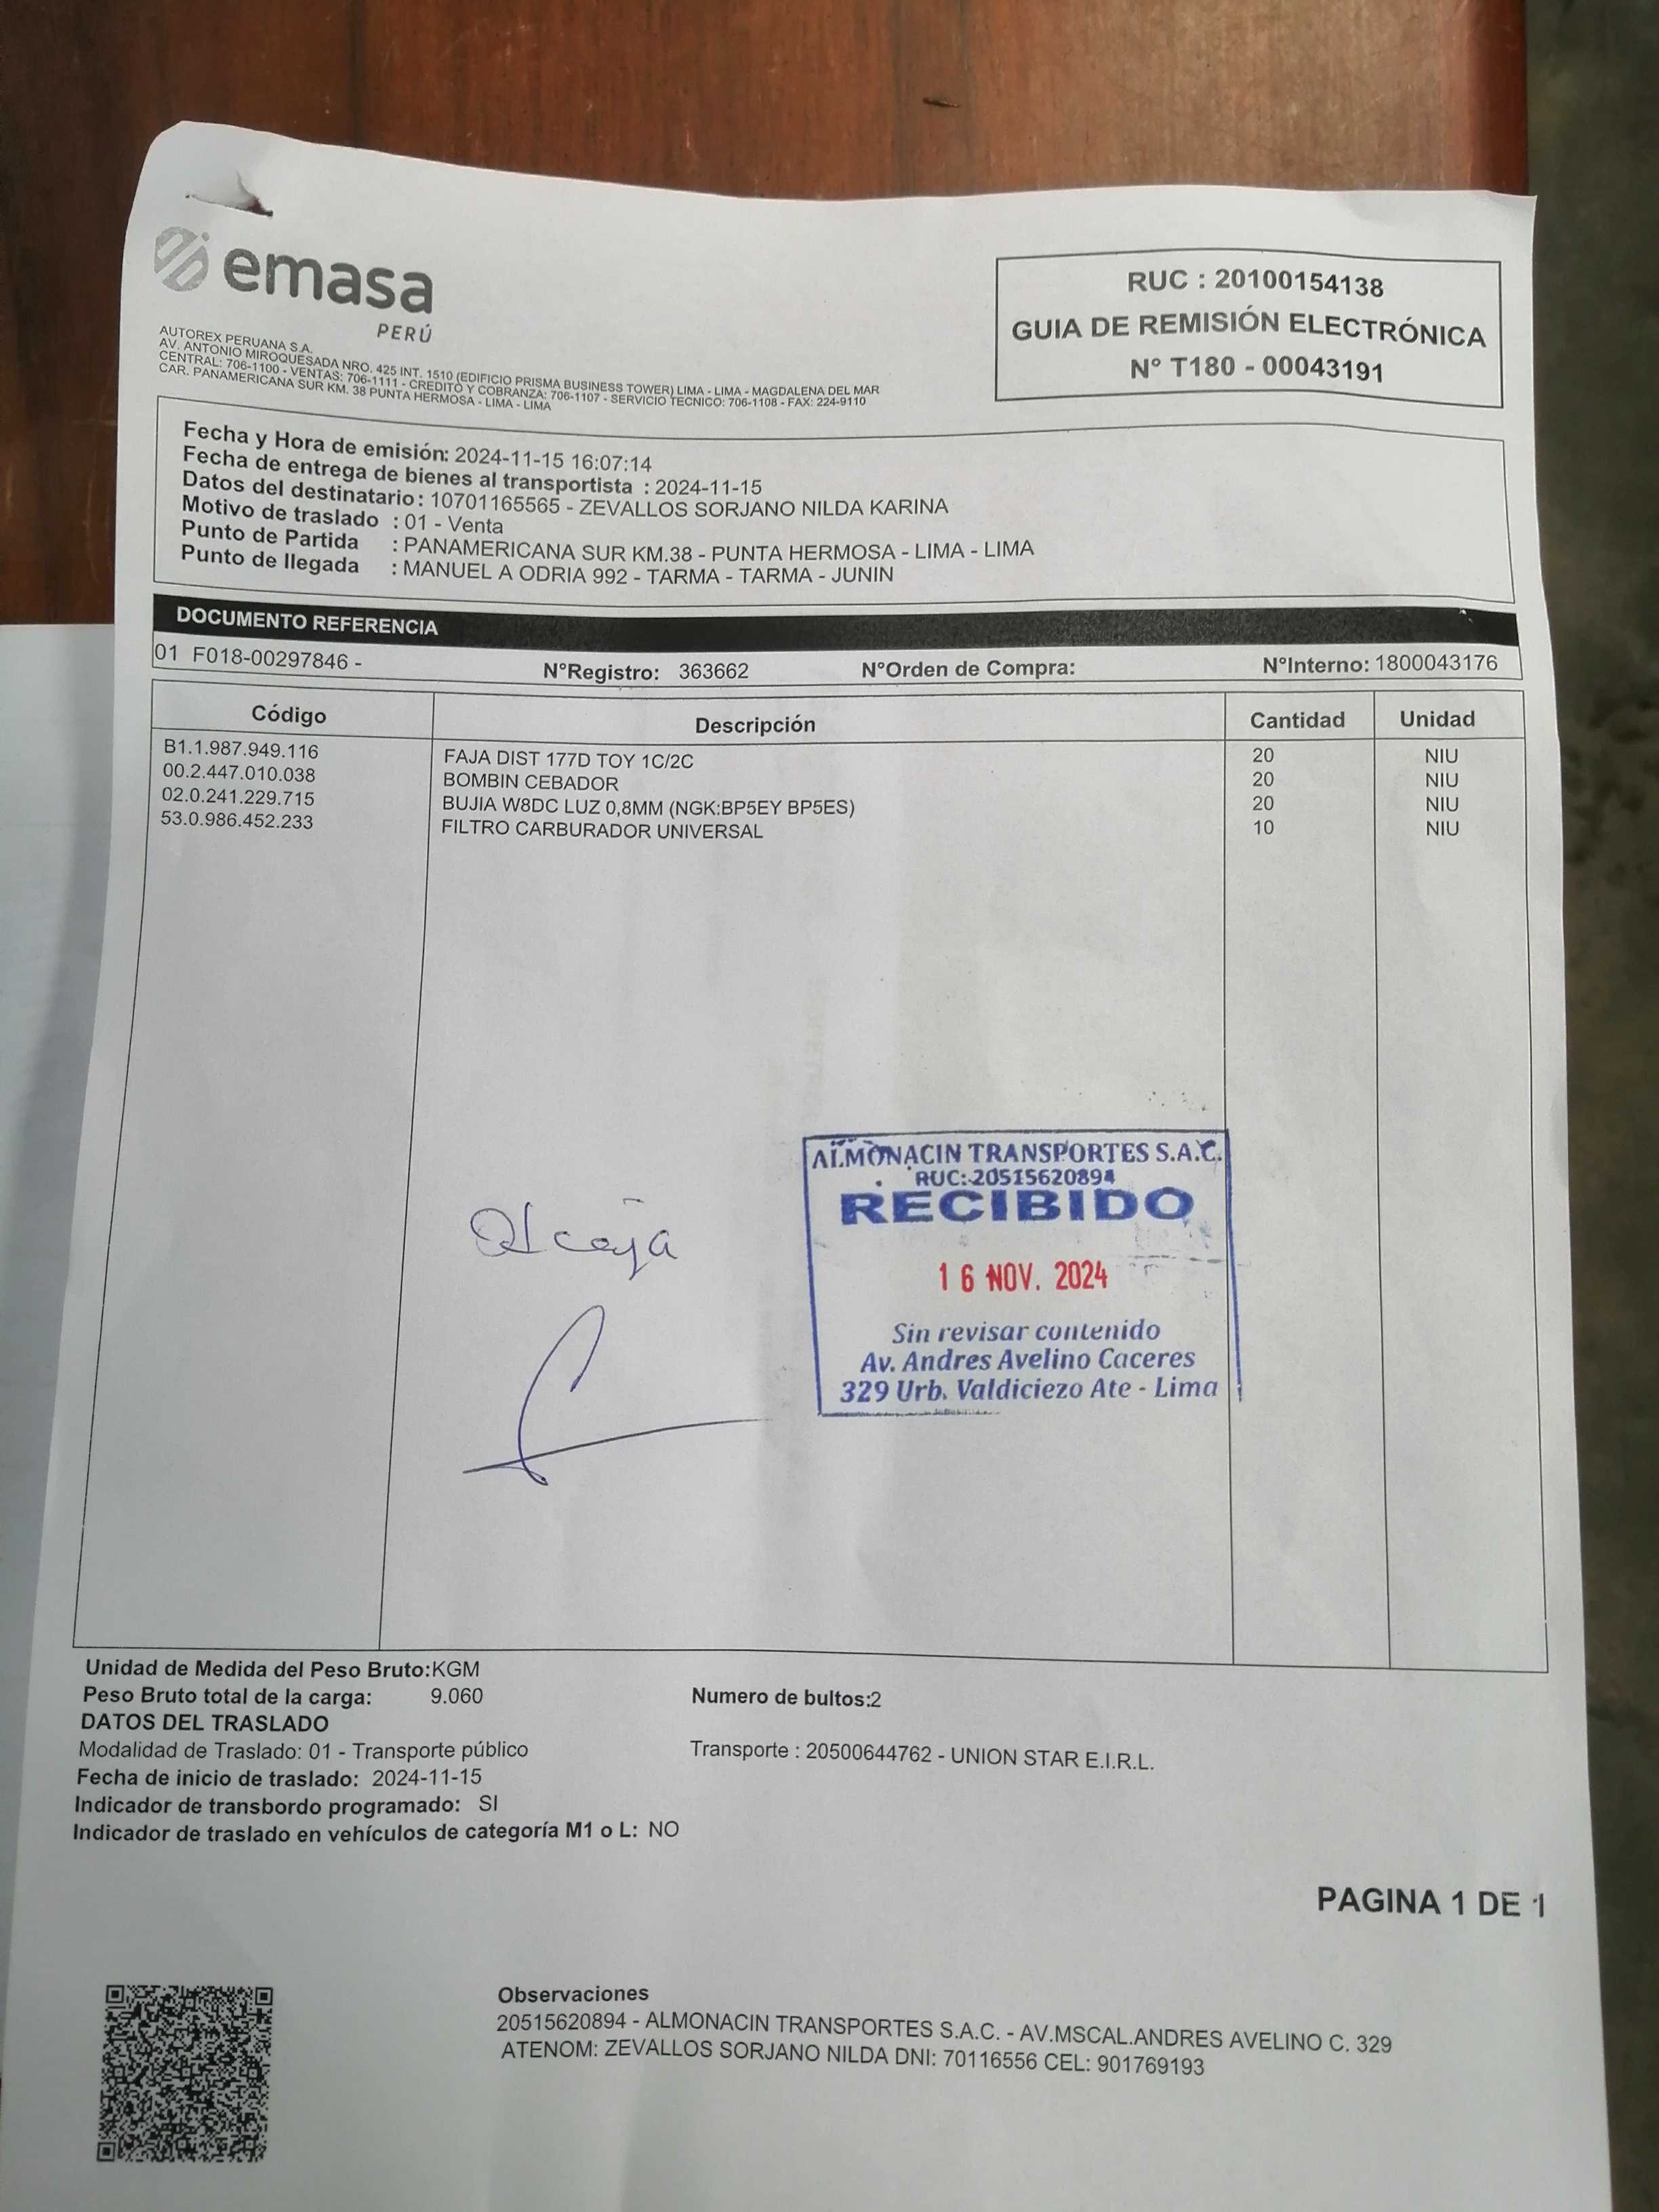 emasa
PERÚ
AUTOREX PERUANA S.A.
AV. ANTONIO MIROQUESADA NRO. 425 INT. 1510 (EDIFICIO PRISMA BUSINESS TOWER) LIMA - LIMA - MAGDALENA DEL MAR
CENTRAL: 706-1100 - VENTAS: 706-1111 - CREDITO Y COBRANZA: 706-1107 - SERVICIO TECNICO: 706-1108 - FAX: 224-9110
CAR. PANAMERICANA SUR KM. 38 PUNTA HERMOSA - LIMA - LIMA
RUC : 20100154138
GUIA DE REMISIÓN ELECTRÓNICA
N° T180 - 00043191
Fecha y Hora de emisión: 2024-11-15 16:07:14
Fecha de entrega de bienes al transportista : 2024-11-15
Datos del destinatario: 10701165565 - ZEVALLOS SORJANO NILDA KARINA
Motivo de traslado : 01 - Venta
Punto de Partida : PANAMERICANA SUR KM.38 - PUNTA HERMOSA - LIMA - LIMA
Punto de llegada : MANUEL A ODRIA 992 - TARMA - TARMA - JUNIN
DOCUMENTO REFERENCIA
01 F018-00297846 - N°Registro: 363662 N°Orden de Compra: N°Interno: 1800043176
Código Descripción Cantidad Unidad
B1.1.987.949.116 FAJA DIST 177D TOY 1C/2C 20 NIU
00.2.447.010.038 BOMBIN CEBADOR 20 NIU
02.0.241.229.715 BUJIA W8DC LUZ 0,8MM (NGK:BP5EY BP5ES) 20 NIU
53.0.986.452.233 FILTRO CARBURADOR UNIVERSAL 10 NIU
ALMONACIN TRANSPORTES S.A.C.
RUC: 20515620894
RECIBIDO
16 NOV. 2024
Sin revisar contenido
Av. Andres Avelino Caceres
329 Urb. Valdiciezo Ate - Lima
01 caja
Unidad de Medida del Peso Bruto:KGM
Peso Bruto total de la carga: 9.060 Numero de bultos:2
DATOS DEL TRASLADO
Modalidad de Traslado: 01 - Transporte público Transporte : 20500644762 - UNION STAR E.I.R.L.
Fecha de inicio de traslado: 2024-11-15
Indicador de transbordo programado: SI
Indicador de traslado en vehículos de categoría M1 o L: NO
PAGINA 1 DE 1
Observaciones
20515620894 - ALMONACIN TRANSPORTES S.A.C. - AV.MSCAL.ANDRES AVELINO C. 329
ATENOM: ZEVALLOS SORJANO NILDA DNI: 70116556 CEL: 901769193